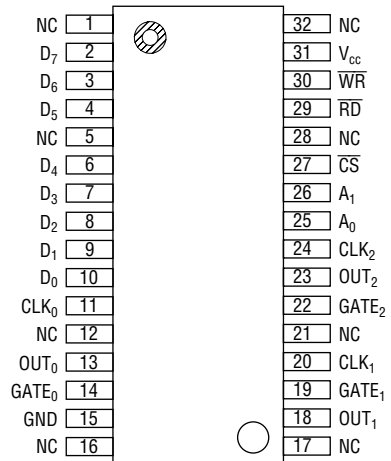 NC 1 32 NC
D₇ 2 31 Vcc
D₆ 3 30 W̅R̅
D₅ 4 29 R̅D̅
NC 5 28 NC
D₄ 6 27 C̅S̅
D₃ 7 26 A₁
D₂ 8 25 A₀
D₁ 9 24 CLK₂
D₀ 10 23 OUT₂
CLK₀ 11 22 GATE₂
NC 12 21 NC
OUT₀ 13 20 CLK₁
GATE₀ 14 19 GATE₁
GND 15 18 OUT₁
NC 16 17 NC